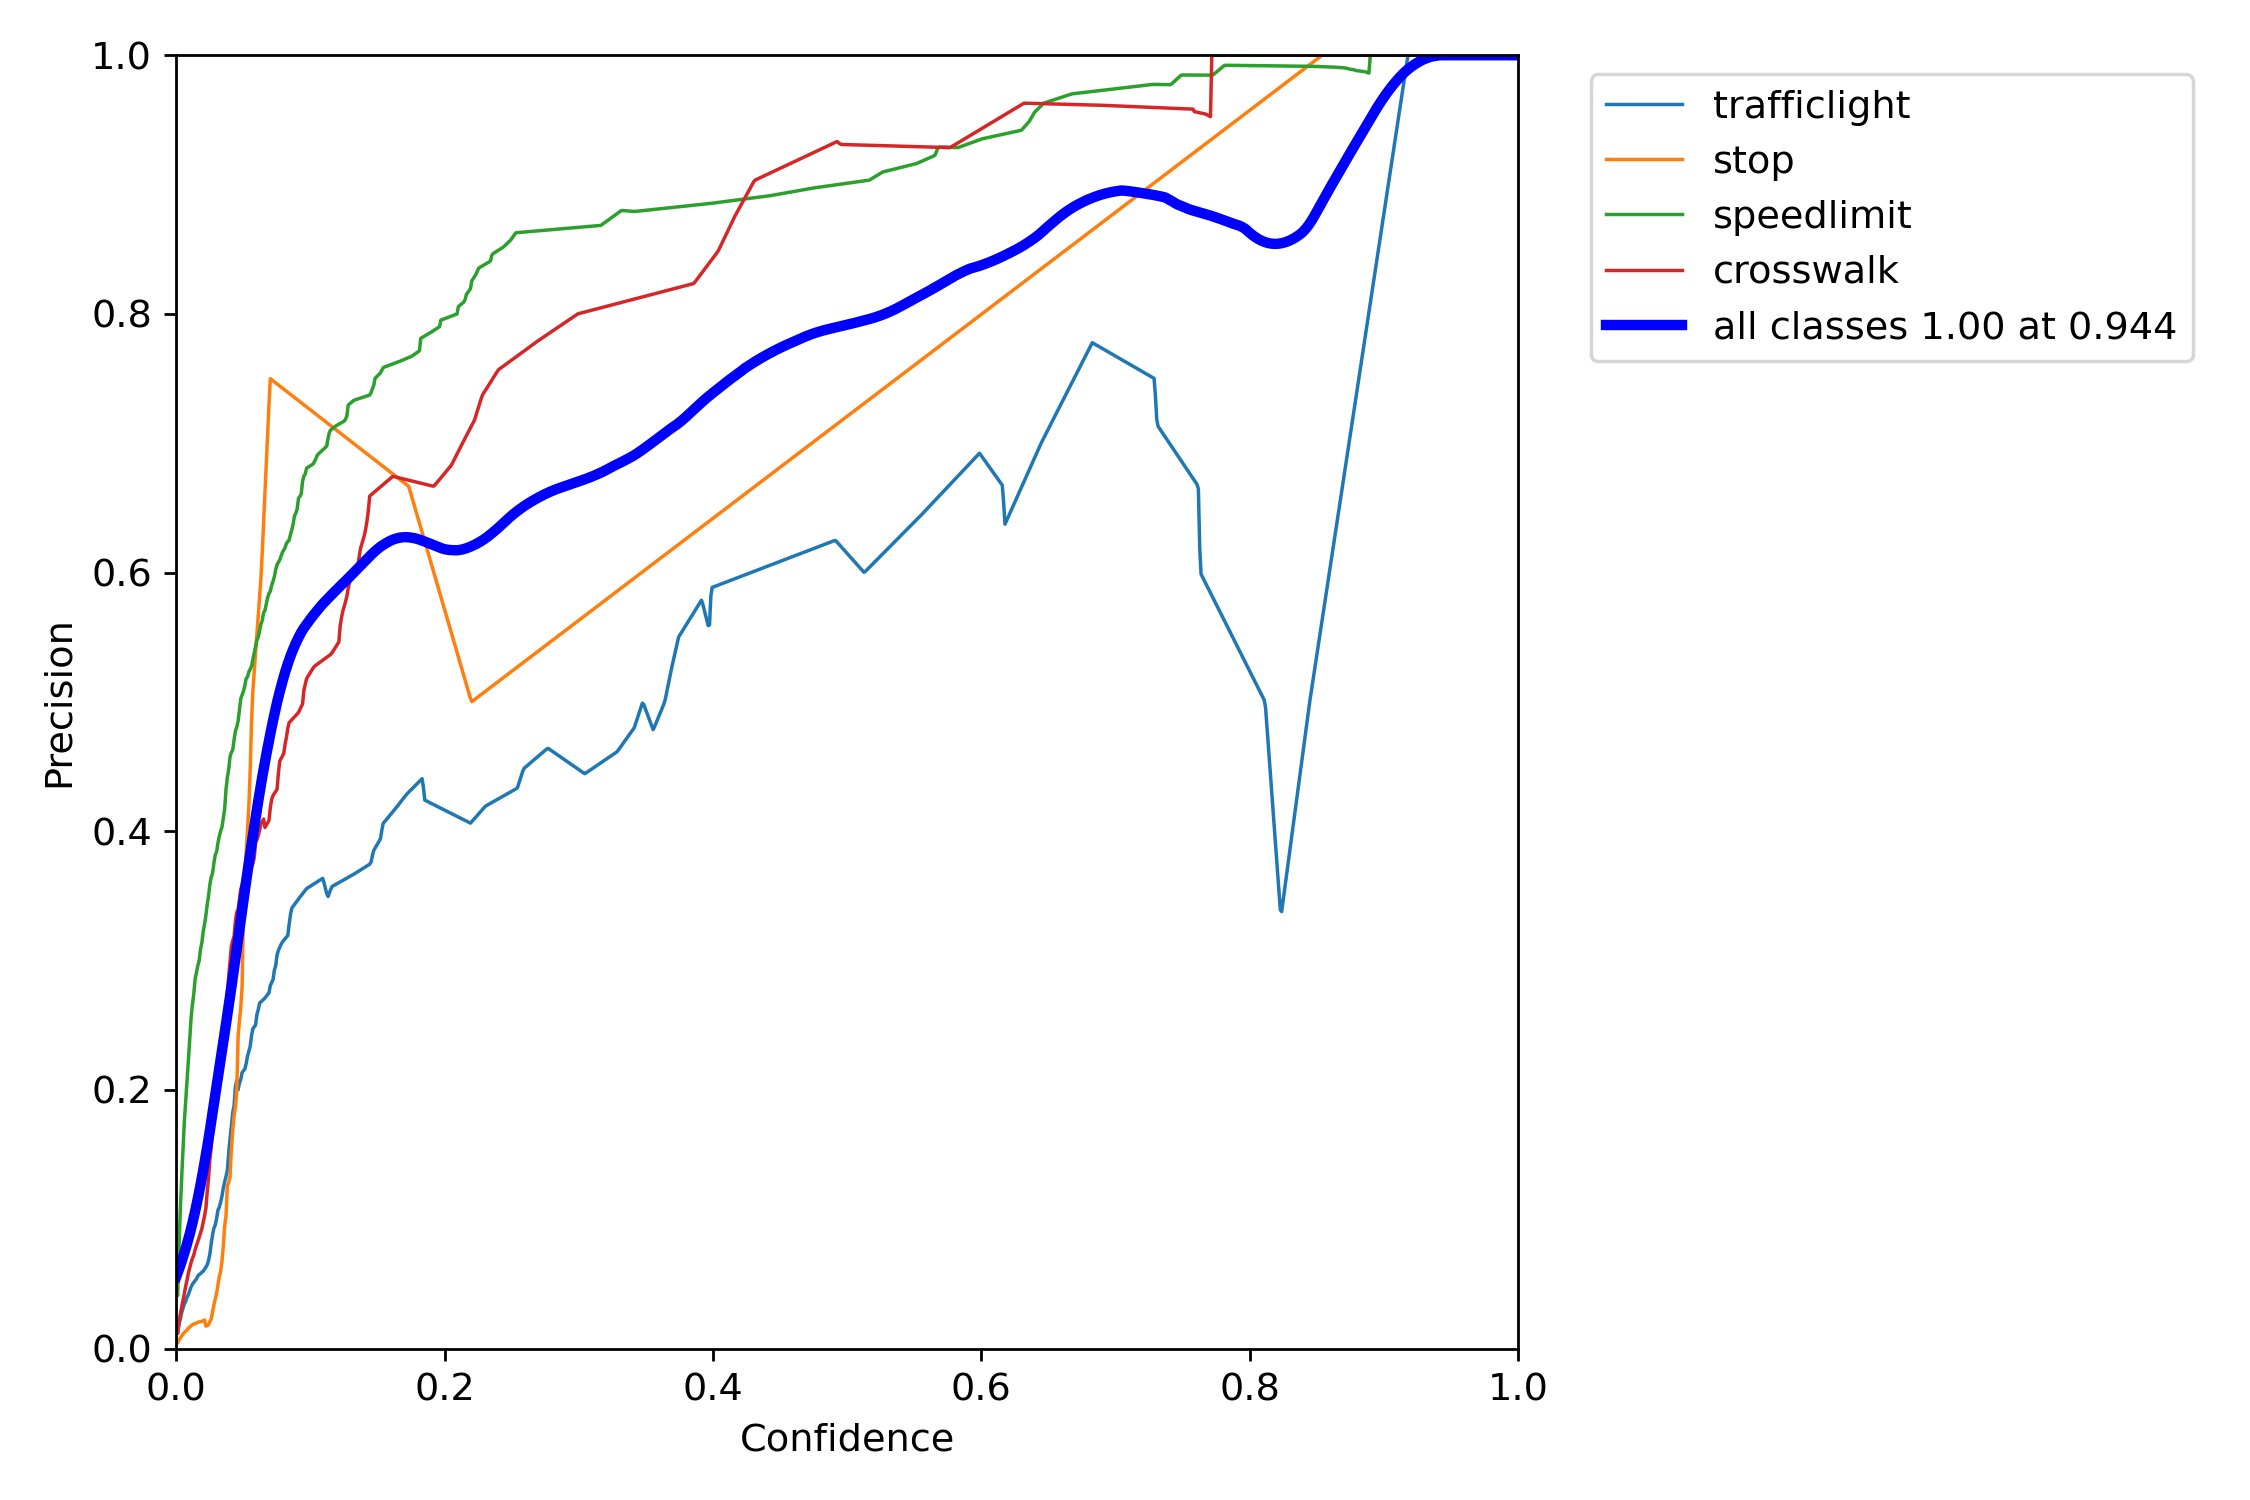 1.0
0.8
0.6
0.4
0.2
0.0
Precision
0.0 0.2 0.4 0.6 0.8 1.0
Confidence
trafficlight
stop
speedlimit
crosswalk
all classes 1.00 at 0.944